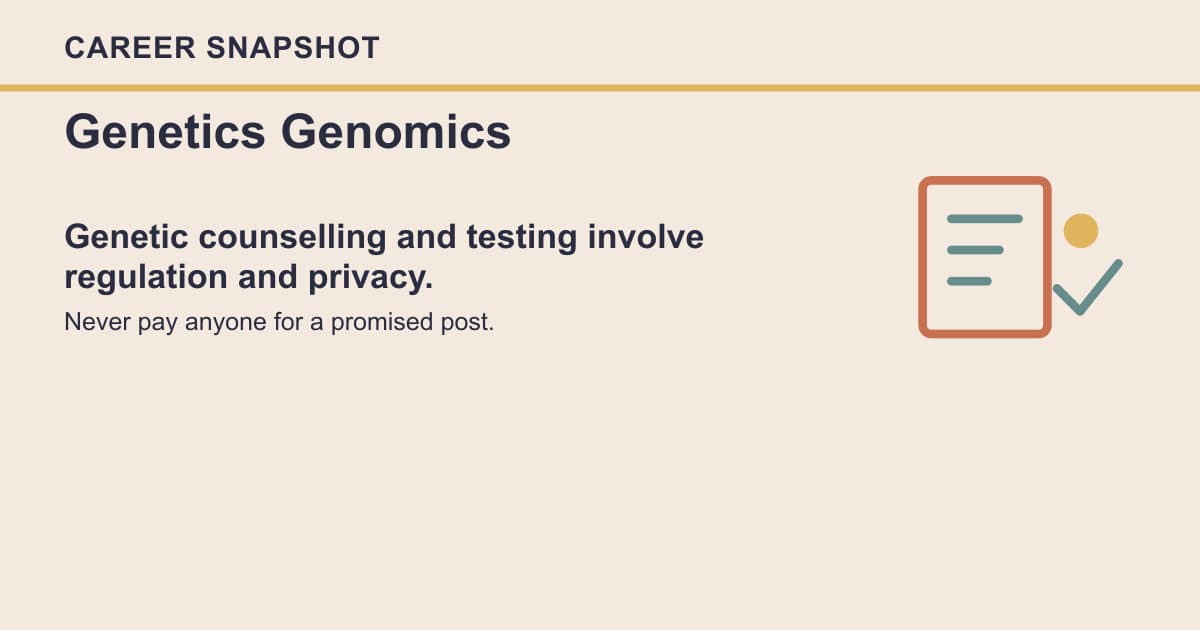 CAREER SNAPSHOT
Genetics Genomics
Genetic counselling and testing involve
regulation and privacy.
Never pay anyone for a promised post.